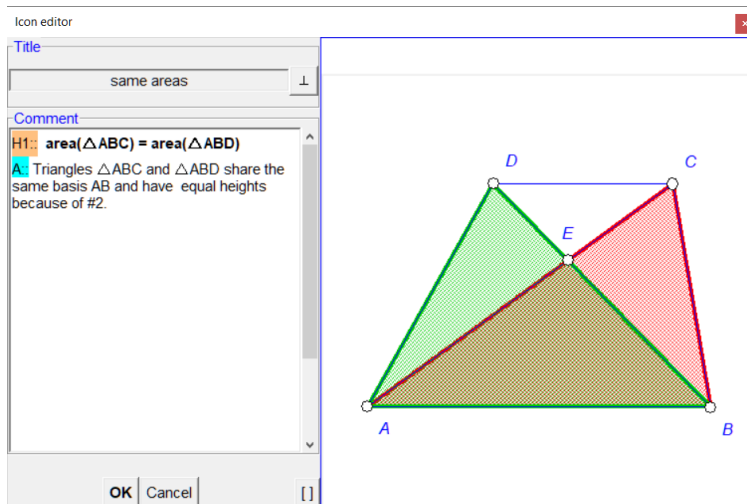 Icon editor
Title
same areas
⊥
Comment
H1:: area(△ABC) = area(△ABD)
A:: Triangles △ABC and △ABD share the
same basis AB and have  equal heights
because of #2.
OK
Cancel
[ ]
D
C
E
A
B